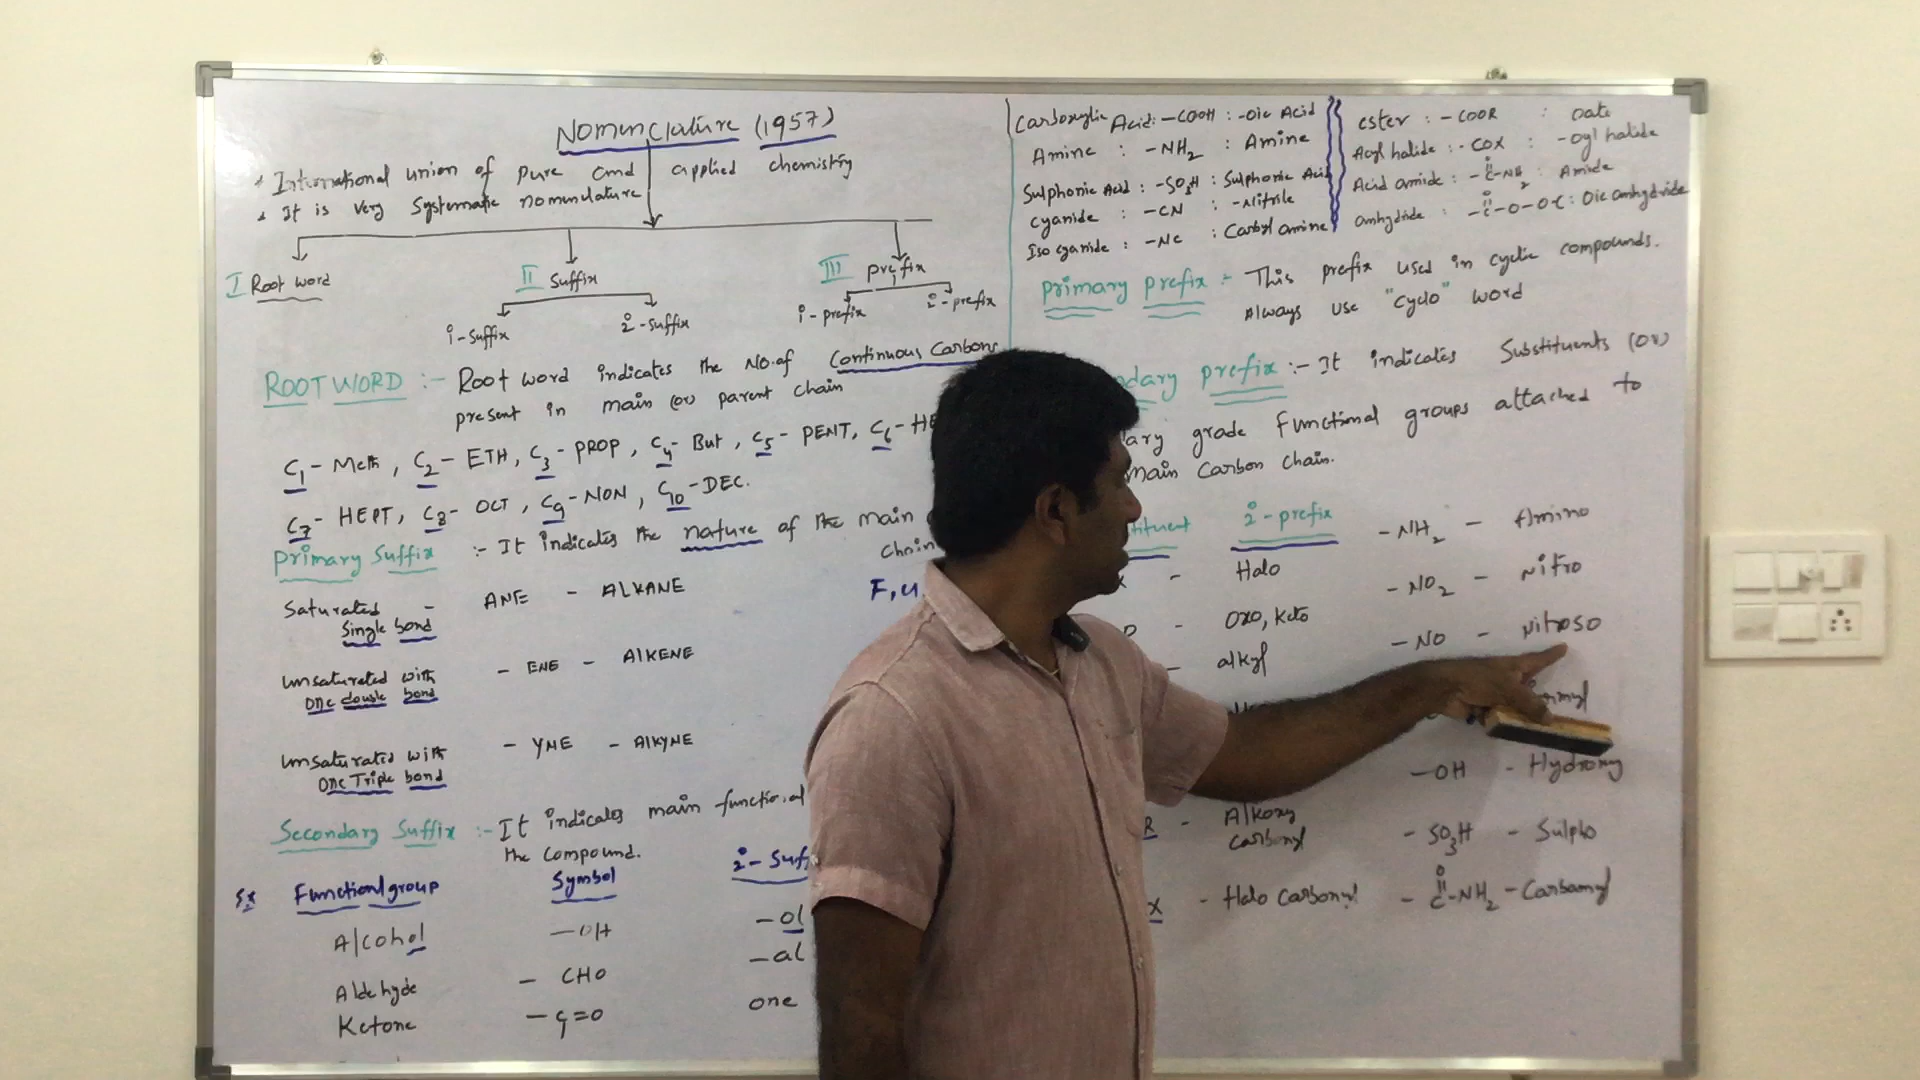 Nomenclature (1957)
* International union of pure and applied chemistry
* It is very systematic nomenclature
I Root word
II Suffix
III prefix
1°-suffix
2°-suffix
1°-prefix
2°-prefix
ROOT WORD :- Root word indicates the No.of Continuous Carbons
present in main (or) parent chain
C1 - Meth, C2 - ETH, C3 - PROP, C4 - But, C5 - PENT, C6 - HE
C7 - HEPT, C8 - OCT, C9 - NON, C10 - DEC.
Primary Suffix :- It indicates the nature of the main
chain
Saturated - ANE - ALKANE
Single bond
F, Cl,
Unsaturated with - ENE - AlKENE
One double bond
Unsaturated with - YNE - AlKYNE
One Triple bond
Secondary Suffix :- It indicates main functional
the compound.
Ex Functional group Symbol 2°- Suff
Alcohol -OH -ol
Aldehyde - CHO -al
Ketone - C=O one
Carboxylic Acid : -COOH : -Oic Acid
Amine : -NH2 : Amine
Sulphonic Acid : -SO3H : Sulphonic Acid
Cyanide : -CN : -Nitrile
Iso cyanide : -NC : Carbyl amine
ester : -COOR : Oate
Acyl halide : -COX : -oyl halide
Acid amide : -C-NH2 : Amide
O
anhydride : -C-O-O-C : Oic anhydride
O
Primary prefix :- This prefix used in cyclic compounds.
Always use "cyclo" word
ndary prefix :- It indicates Substituents (or)
ary grade Functional groups attached to
main Carbon chain.
tituent 2°-prefix
X - Halo
- Oxo, keto
- alkyl
R - Alkoxy
carbonyl
X - Halo carbonyl
-NH2 - Amino
-NO2 - Nitro
-NO - Nitroso
-OH - Hydroxy
-SO3H - Sulpho
O
-C-NH2 - Carbamyl